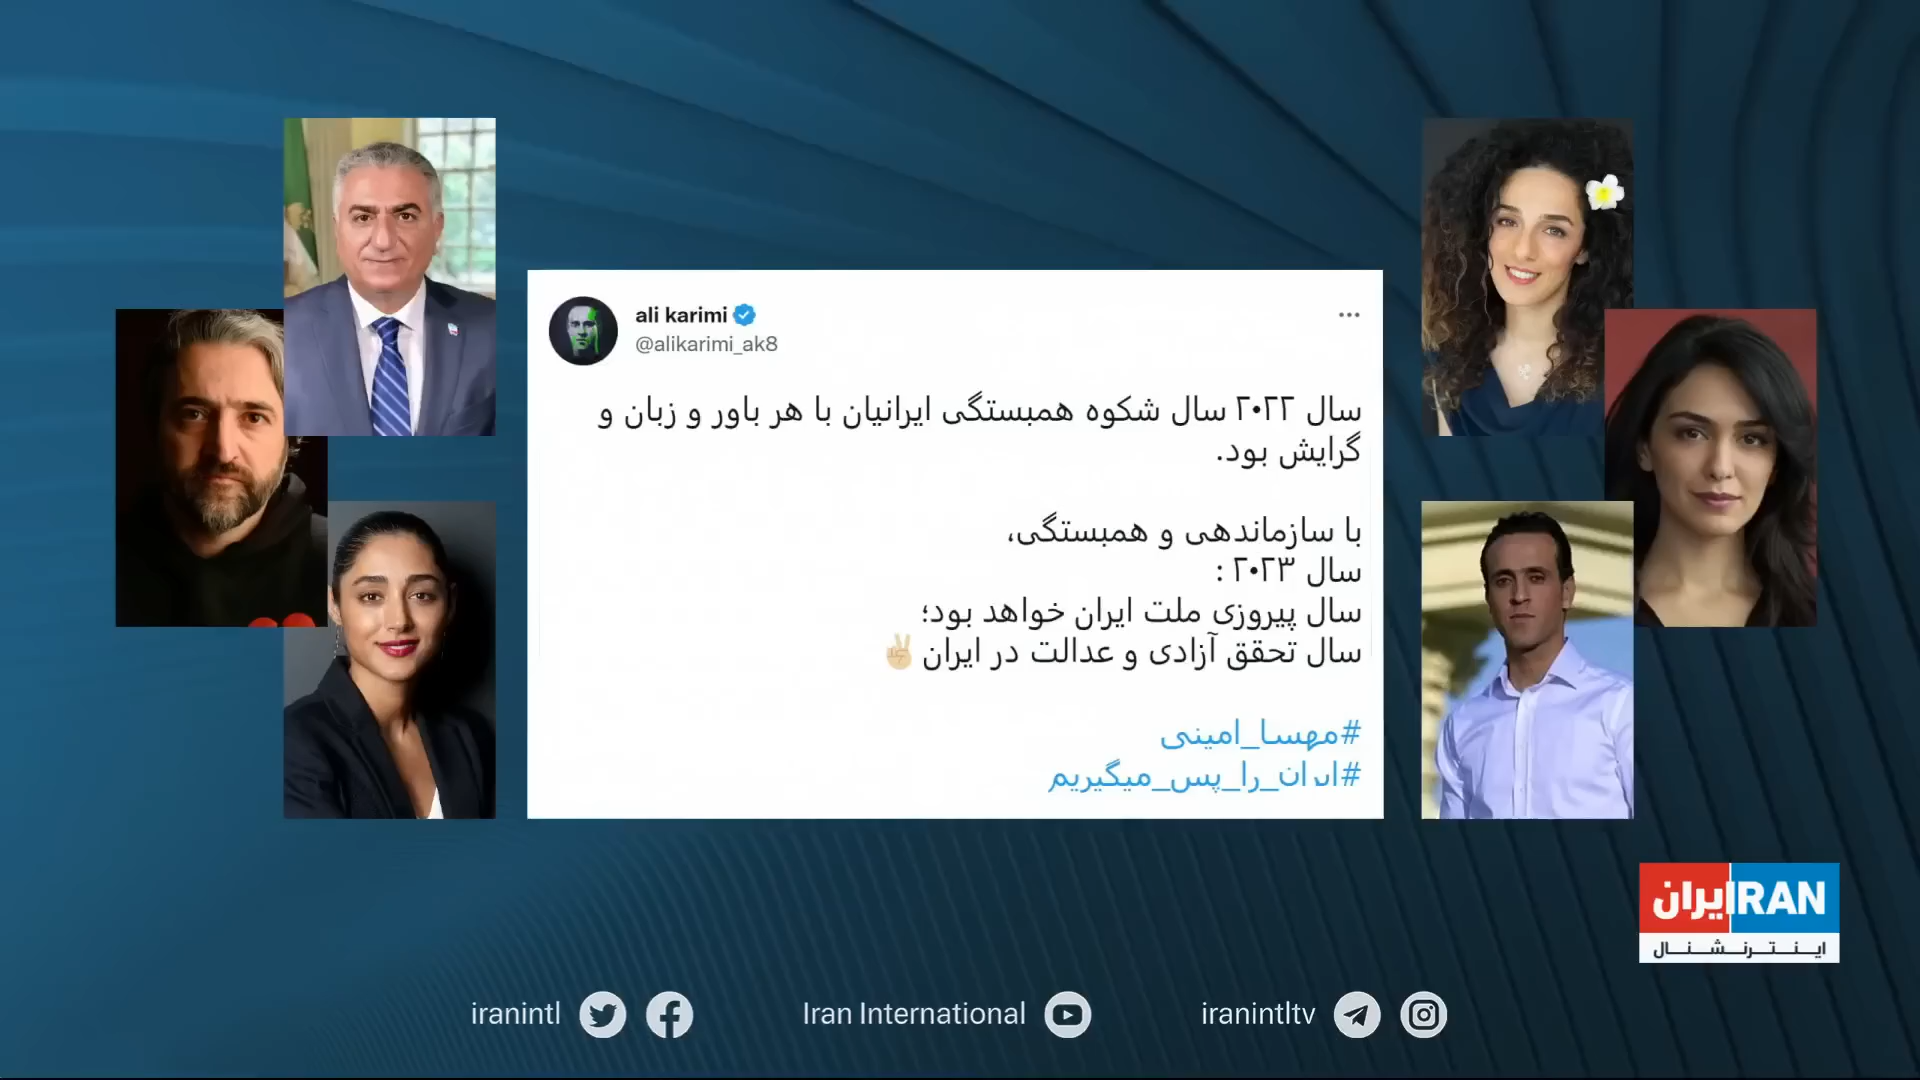 ali karimi
@alikarimi_ak8
سال ۲۰۲۲ سال شکوه همبستگی ایرانیان با هر باور و زبان و
گرایش بود.
با سازماندهی و همبستگی،
سال ۲۰۲۳ :
سال پیروزی ملت ایران خواهد بود؛
سال تحقق آزادی و عدالت در ایران ✌🏼
#مهسا_امینی
#ایران_را_پس_میگیریم
ایران IRAN
اینترنشنال
iranintl
Iran International
iranintltv